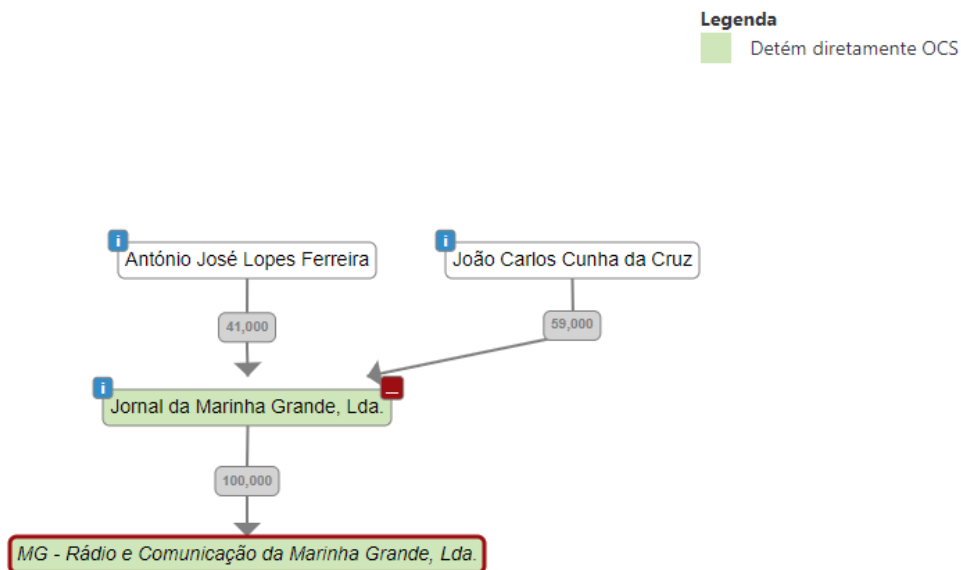 Legenda
Detém diretamente OCS
i
i
António José Lopes Ferreira
João Carlos Cunha da Cruz
41,000
59,000
i
_
Jornal da Marinha Grande, Lda.
100,000
MG - Rádio e Comunicação da Marinha Grande, Lda.